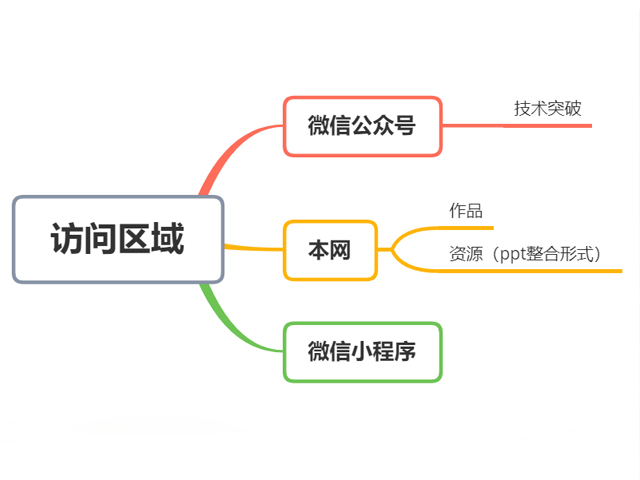 访问区域
微信公众号
技术突破
本网
作品
资源（ppt整合形式）
微信小程序